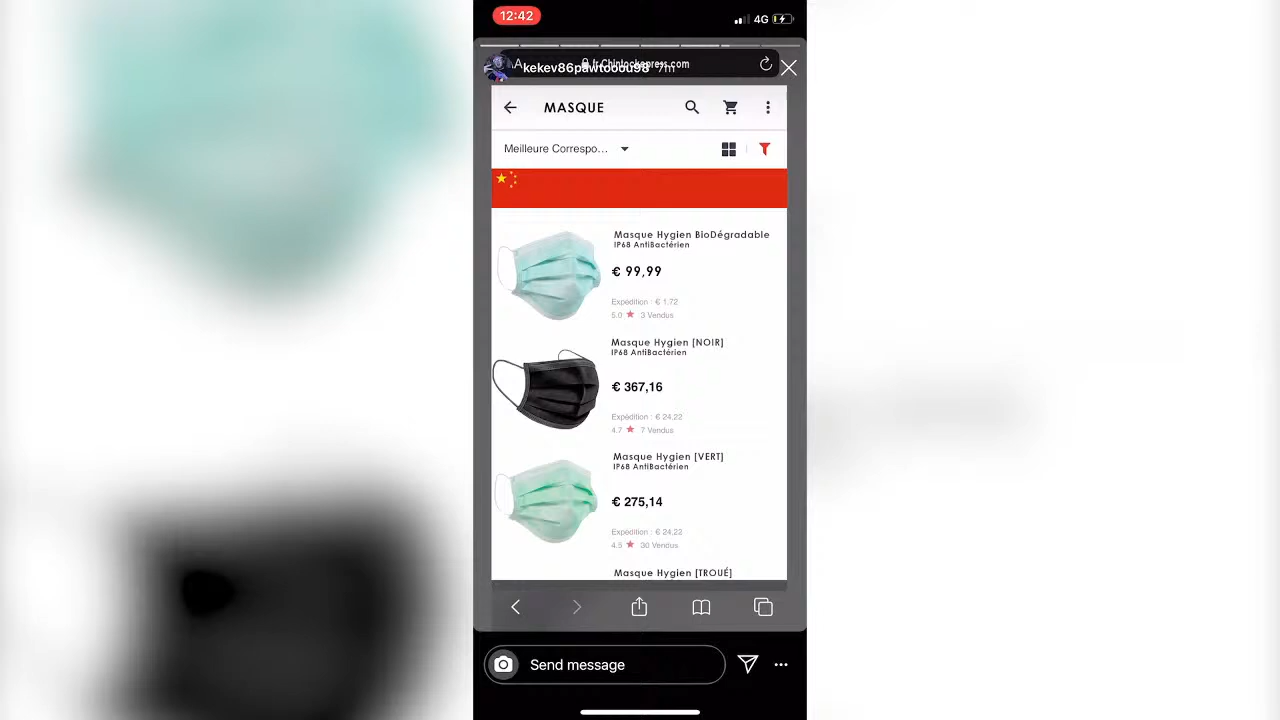 12:42
4G
kekev86pawtooou98 7m
MASQUE
Meilleure Correspo...
Masque Hygien BioDégradable
IP68 AntiBactérien
€ 99,99
Expédition : € 1,72
5.0 ★ 3 Vendus
Masque Hygien [NOIR]
IP68 AntiBactérien
€ 367,16
Expédition : € 24,22
4.7 ★ 7 Vendus
Masque Hygien [VERT]
IP68 AntiBactérien
€ 275,14
Expédition : € 24,22
4.5 ★ 30 Vendus
Masque Hygien [TROUÉ]
Send message